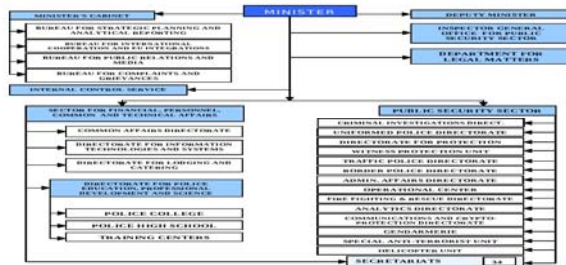 MINISTER
MINISTER'S CABINET
BUREAU FOR STRATEGIC PLANNING AND
ANALYTICAL REPORTING
BUREAU FOR INTERNATIONAL
COOPERATION AND EU INTEGRATIONS
BUREAU FOR PUBLIC RELATIONS AND
MEDIA
BUREAU FOR COMPLAINTS AND
GRIEVANCES
INTERNAL CONTROL SERVICE
DEPUTY MINISTER
INSPECTOR GENERAL
OFFICE FOR PUBLIC
SECURITY SECTOR
DEPARTMENT FOR
LEGAL MATTERS
SECTOR FOR FINANCIAL, PERSONNEL,
COMMON AND TECHNICAL AFFAIRS
COMMON AFFAIRS DIRECTORATE
DIRECTORATE FOR INFORMATION
TECHNOLOGIES AND SYSTEMS
DIRECTORATE FOR LODGING AND
CATERING
DIRECTORATE FOR POLICE
EDUCATION, PROFESSIONAL
DEVELOPMENT AND SCIENCE
POLICE COLLEGE
POLICE HIGH SCHOOL
TRAINING CENTERS
PUBLIC SECURITY SECTOR
CRIMINAL INVESTIGATIONS DIRECT.
UNIFORMED POLICE DIRECTORATE
DIRECTORATE FOR PROTECTION
WITNESS PROTECTION UNIT
TRAFFIC POLICE DIRECTORATE
BORDER POLICE DIRECTORATE
ADMIN. AFFAIRS DIRECTORATE
OPERATIONAL CENTER
FIRE FIGHTING & RESCUE DIRECTORATE
ANALYTICS DIRECTORATE
COMMUNICATIONS AND CRYPTO-
PROTECTION DIRECTORATE
GENDARMERIE
SPECIAL ANTI-TERRORIST UNIT
HELICOPTER UNIT
SECRETARIATS